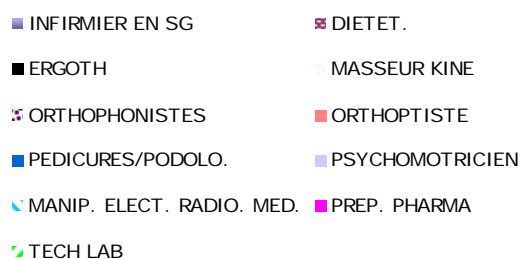 INFIRMIER EN SG
DIETET.
ERGOTH
MASSEUR KINE
ORTHOPHONISTES
ORTHOPTISTE
PEDICURES/PODOLO.
PSYCHOMOTRICIEN
MANIP. ELECT. RADIO. MED.
PREP. PHARMA
TECH LAB